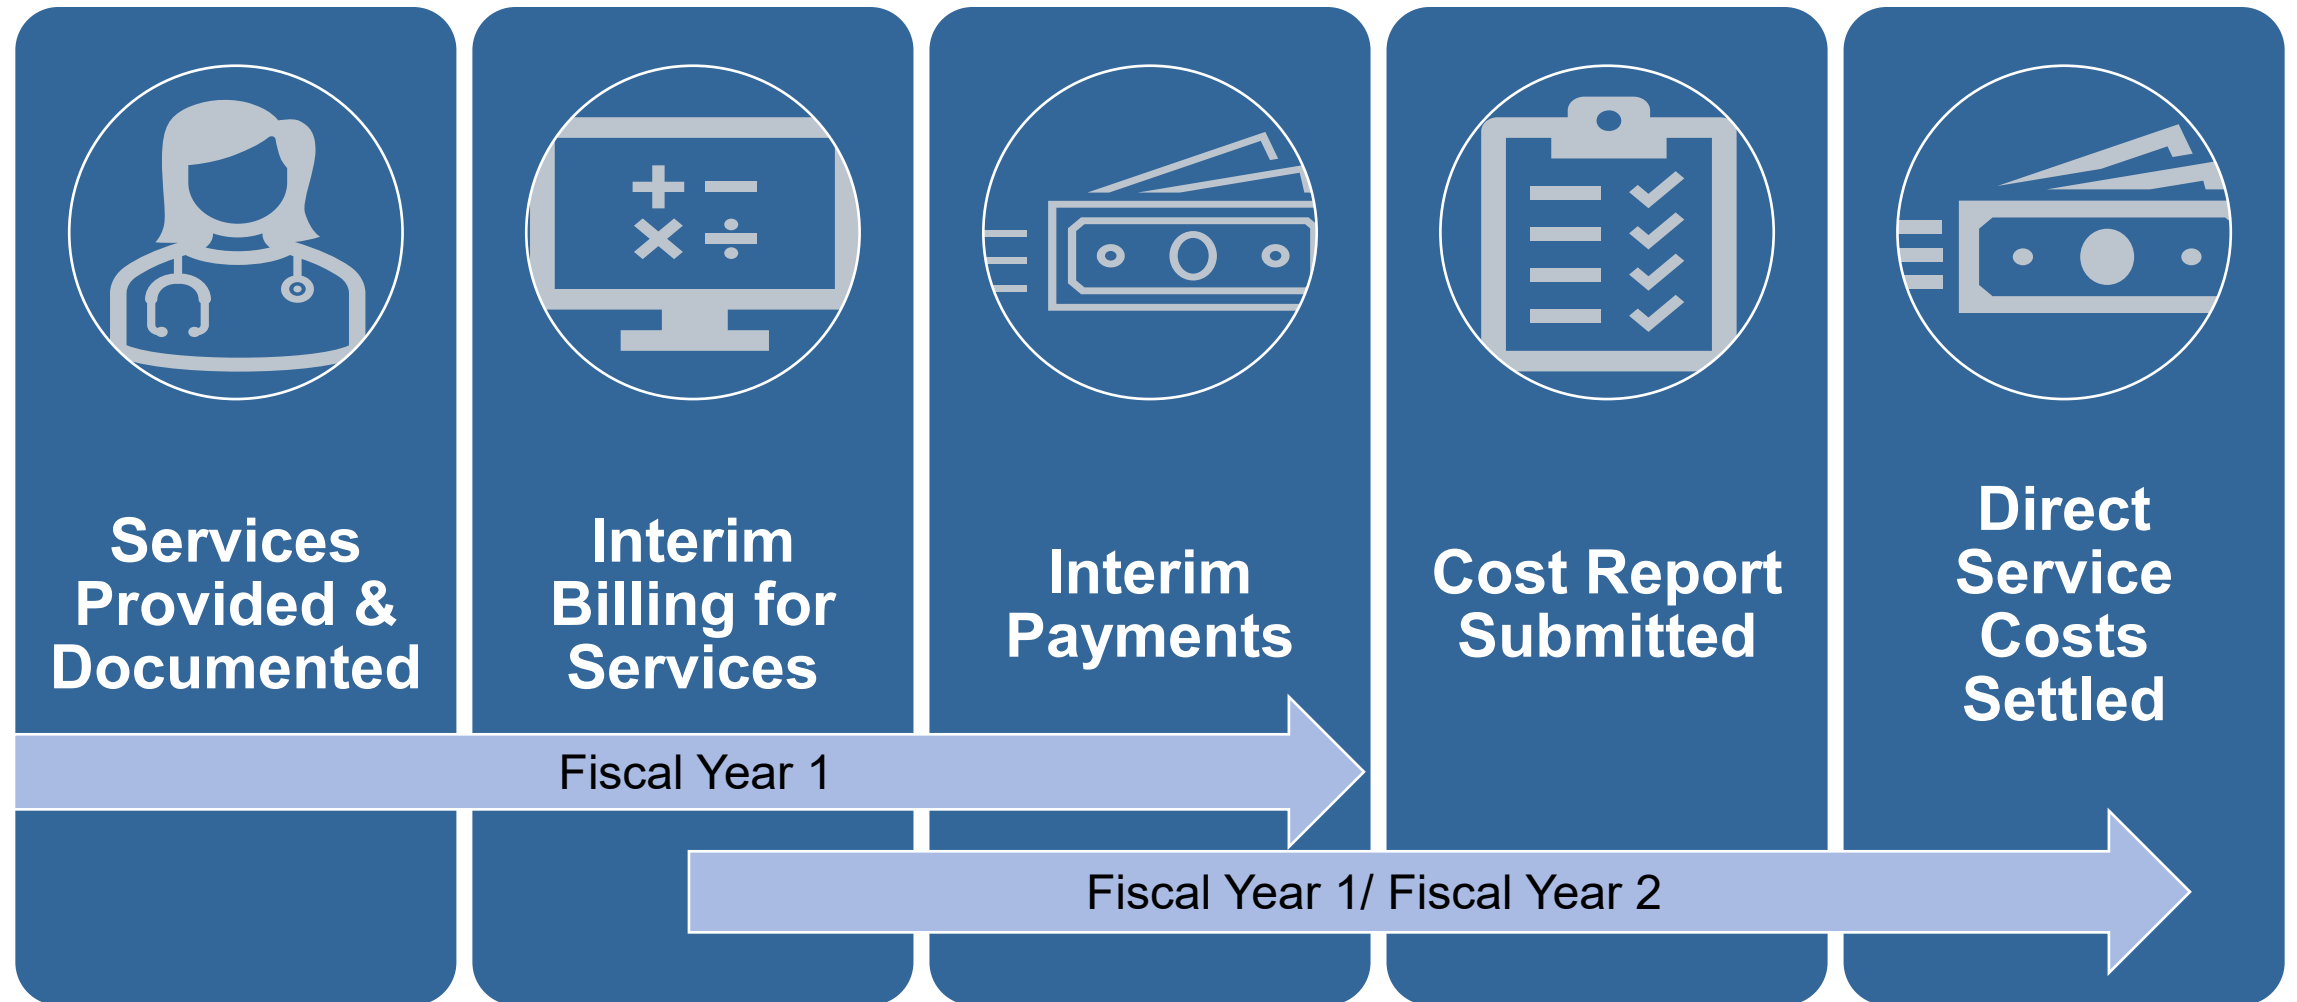 Services
Provided &
Documented
Interim
Billing for
Services
Interim
Payments
Cost Report
Submitted
Direct
Service
Costs
Settled
Fiscal Year 1
Fiscal Year 1/ Fiscal Year 2